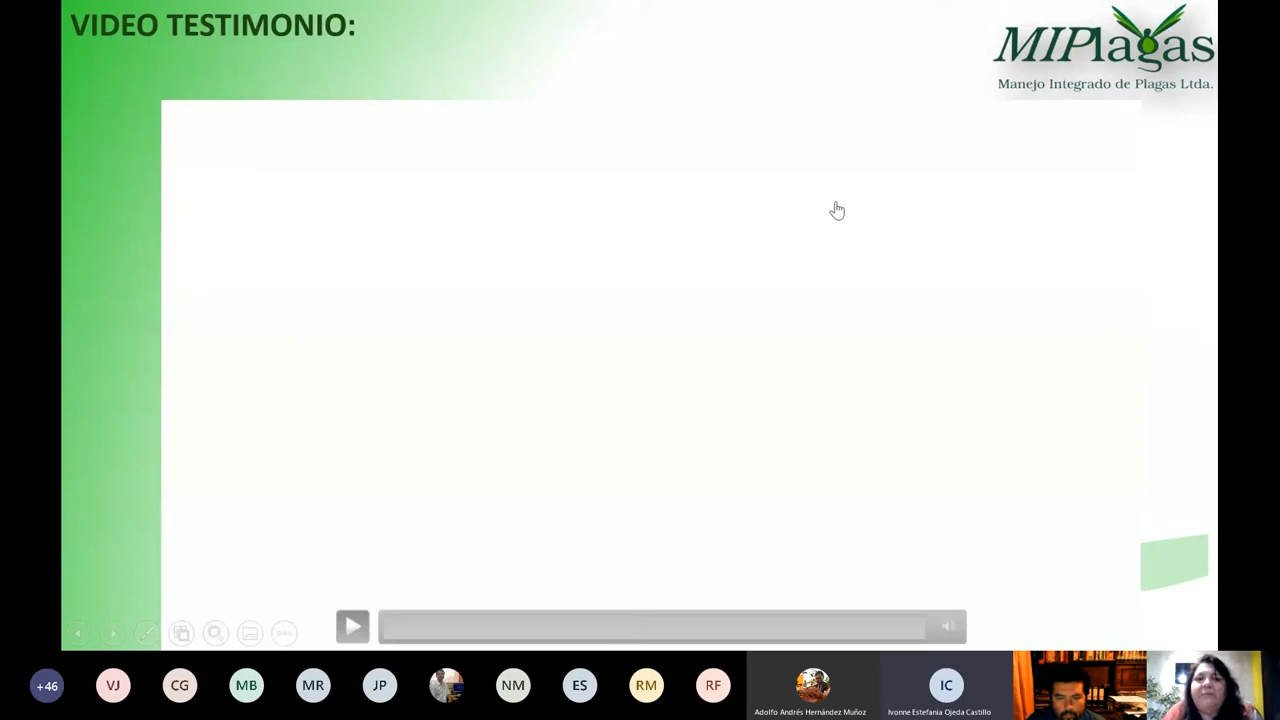 VIDEO TESTIMONIO:
MIPlagas
Manejo Integrado de Plagas Ltda.
+46
VJ
CG
MB
MR
JP
NM
ES
RM
RF
IC
Adolfo Andrés Hernández Muñoz
Ivonne Estefania Ojeda Castillo